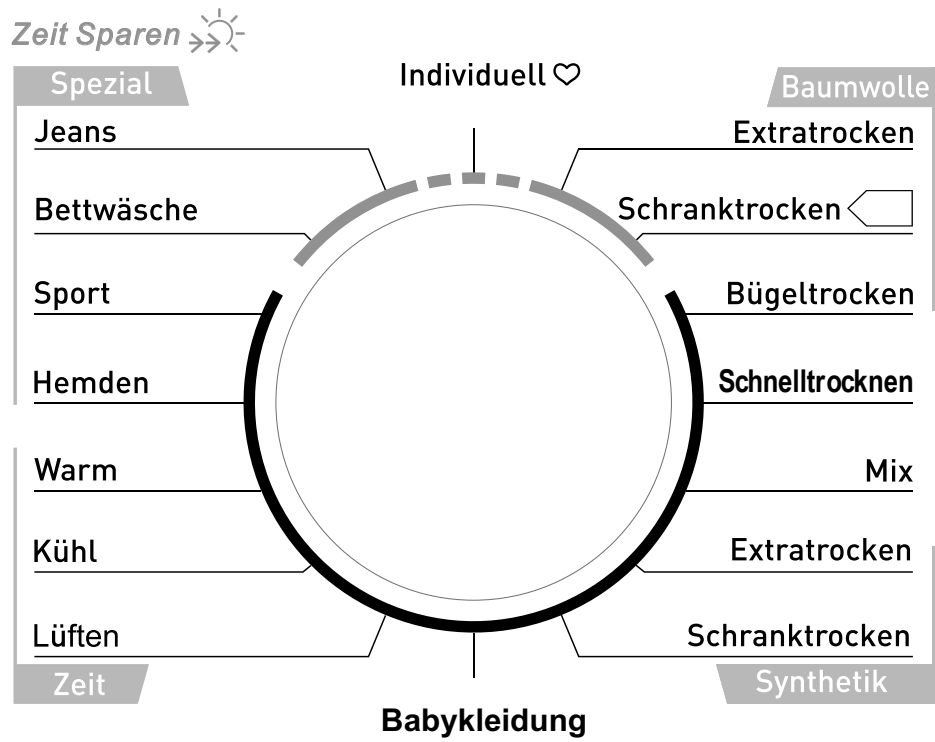 Zeit Sparen
Individuell
Spezial
Jeans
Bettwäsche
Sport
Hemden
Warm
Kühl
Lüften
Zeit
Baumwolle
Extratrocken
Schranktrocken
Bügeltrocken
Schnelltrocknen
Mix
Extratrocken
Schranktrocken
Synthetik
Babykleidung